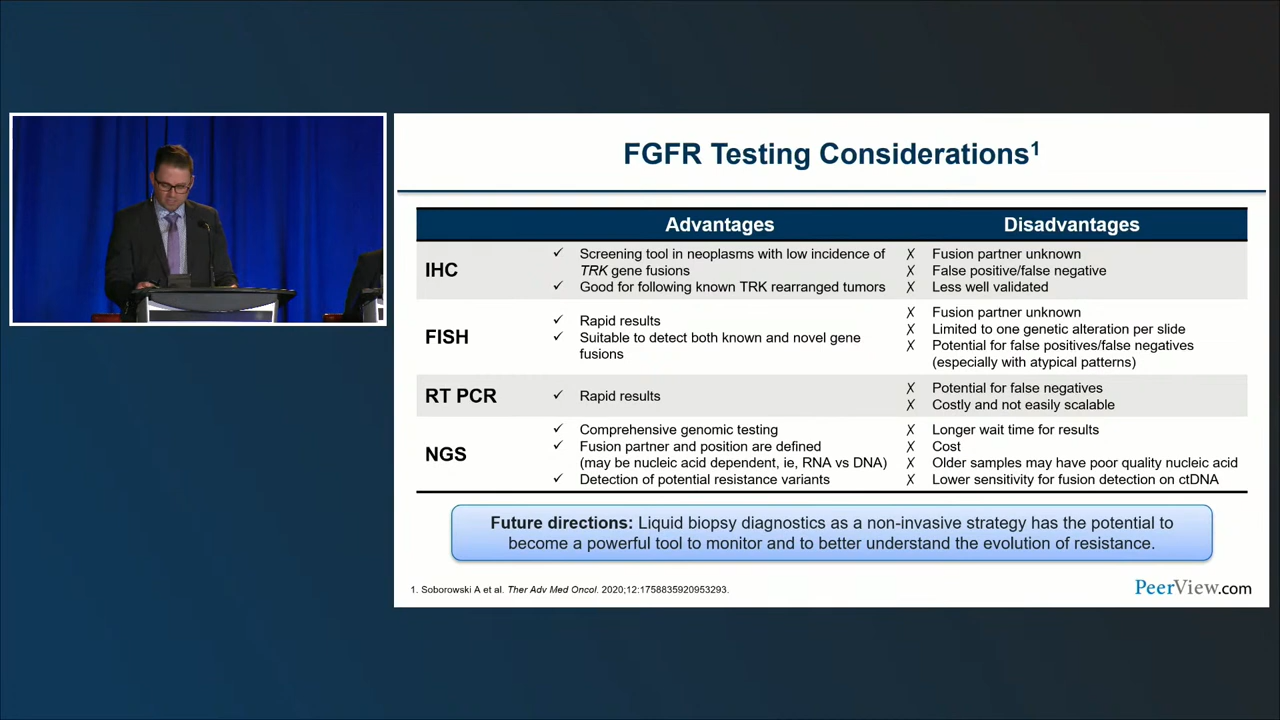 FGFR Testing Considerations1
Advantages Disadvantages
IHC
✓ Screening tool in neoplasms with low incidence of
TRK gene fusions
✓ Good for following known TRK rearranged tumors
✗ Fusion partner unknown
✗ False positive/false negative
✗ Less well validated
FISH
✓ Rapid results
✓ Suitable to detect both known and novel gene
fusions
✗ Fusion partner unknown
✗ Limited to one genetic alteration per slide
✗ Potential for false positives/false negatives
(especially with atypical patterns)
RT PCR
✓ Rapid results
✗ Potential for false negatives
✗ Costly and not easily scalable
NGS
✓ Comprehensive genomic testing
✓ Fusion partner and position are defined
(may be nucleic acid dependent, ie, RNA vs DNA)
✓ Detection of potential resistance variants
✗ Longer wait time for results
✗ Cost
✗ Older samples may have poor quality nucleic acid
✗ Lower sensitivity for fusion detection on ctDNA
Future directions: Liquid biopsy diagnostics as a non-invasive strategy has the potential to
become a powerful tool to monitor and to better understand the evolution of resistance.
1. Soborowski A et al. Ther Adv Med Oncol. 2020;12:1758835920953293.
PeerView.com